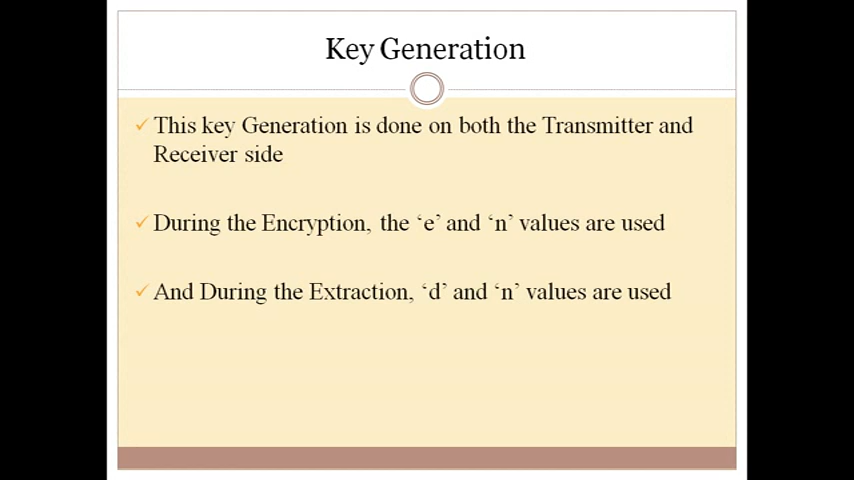 Key Generation
This key Generation is done on both the Transmitter and
Receiver side
During the Encryption, the ‘e’ and ‘n’ values are used
And During the Extraction, ‘d’ and ‘n’ values are used